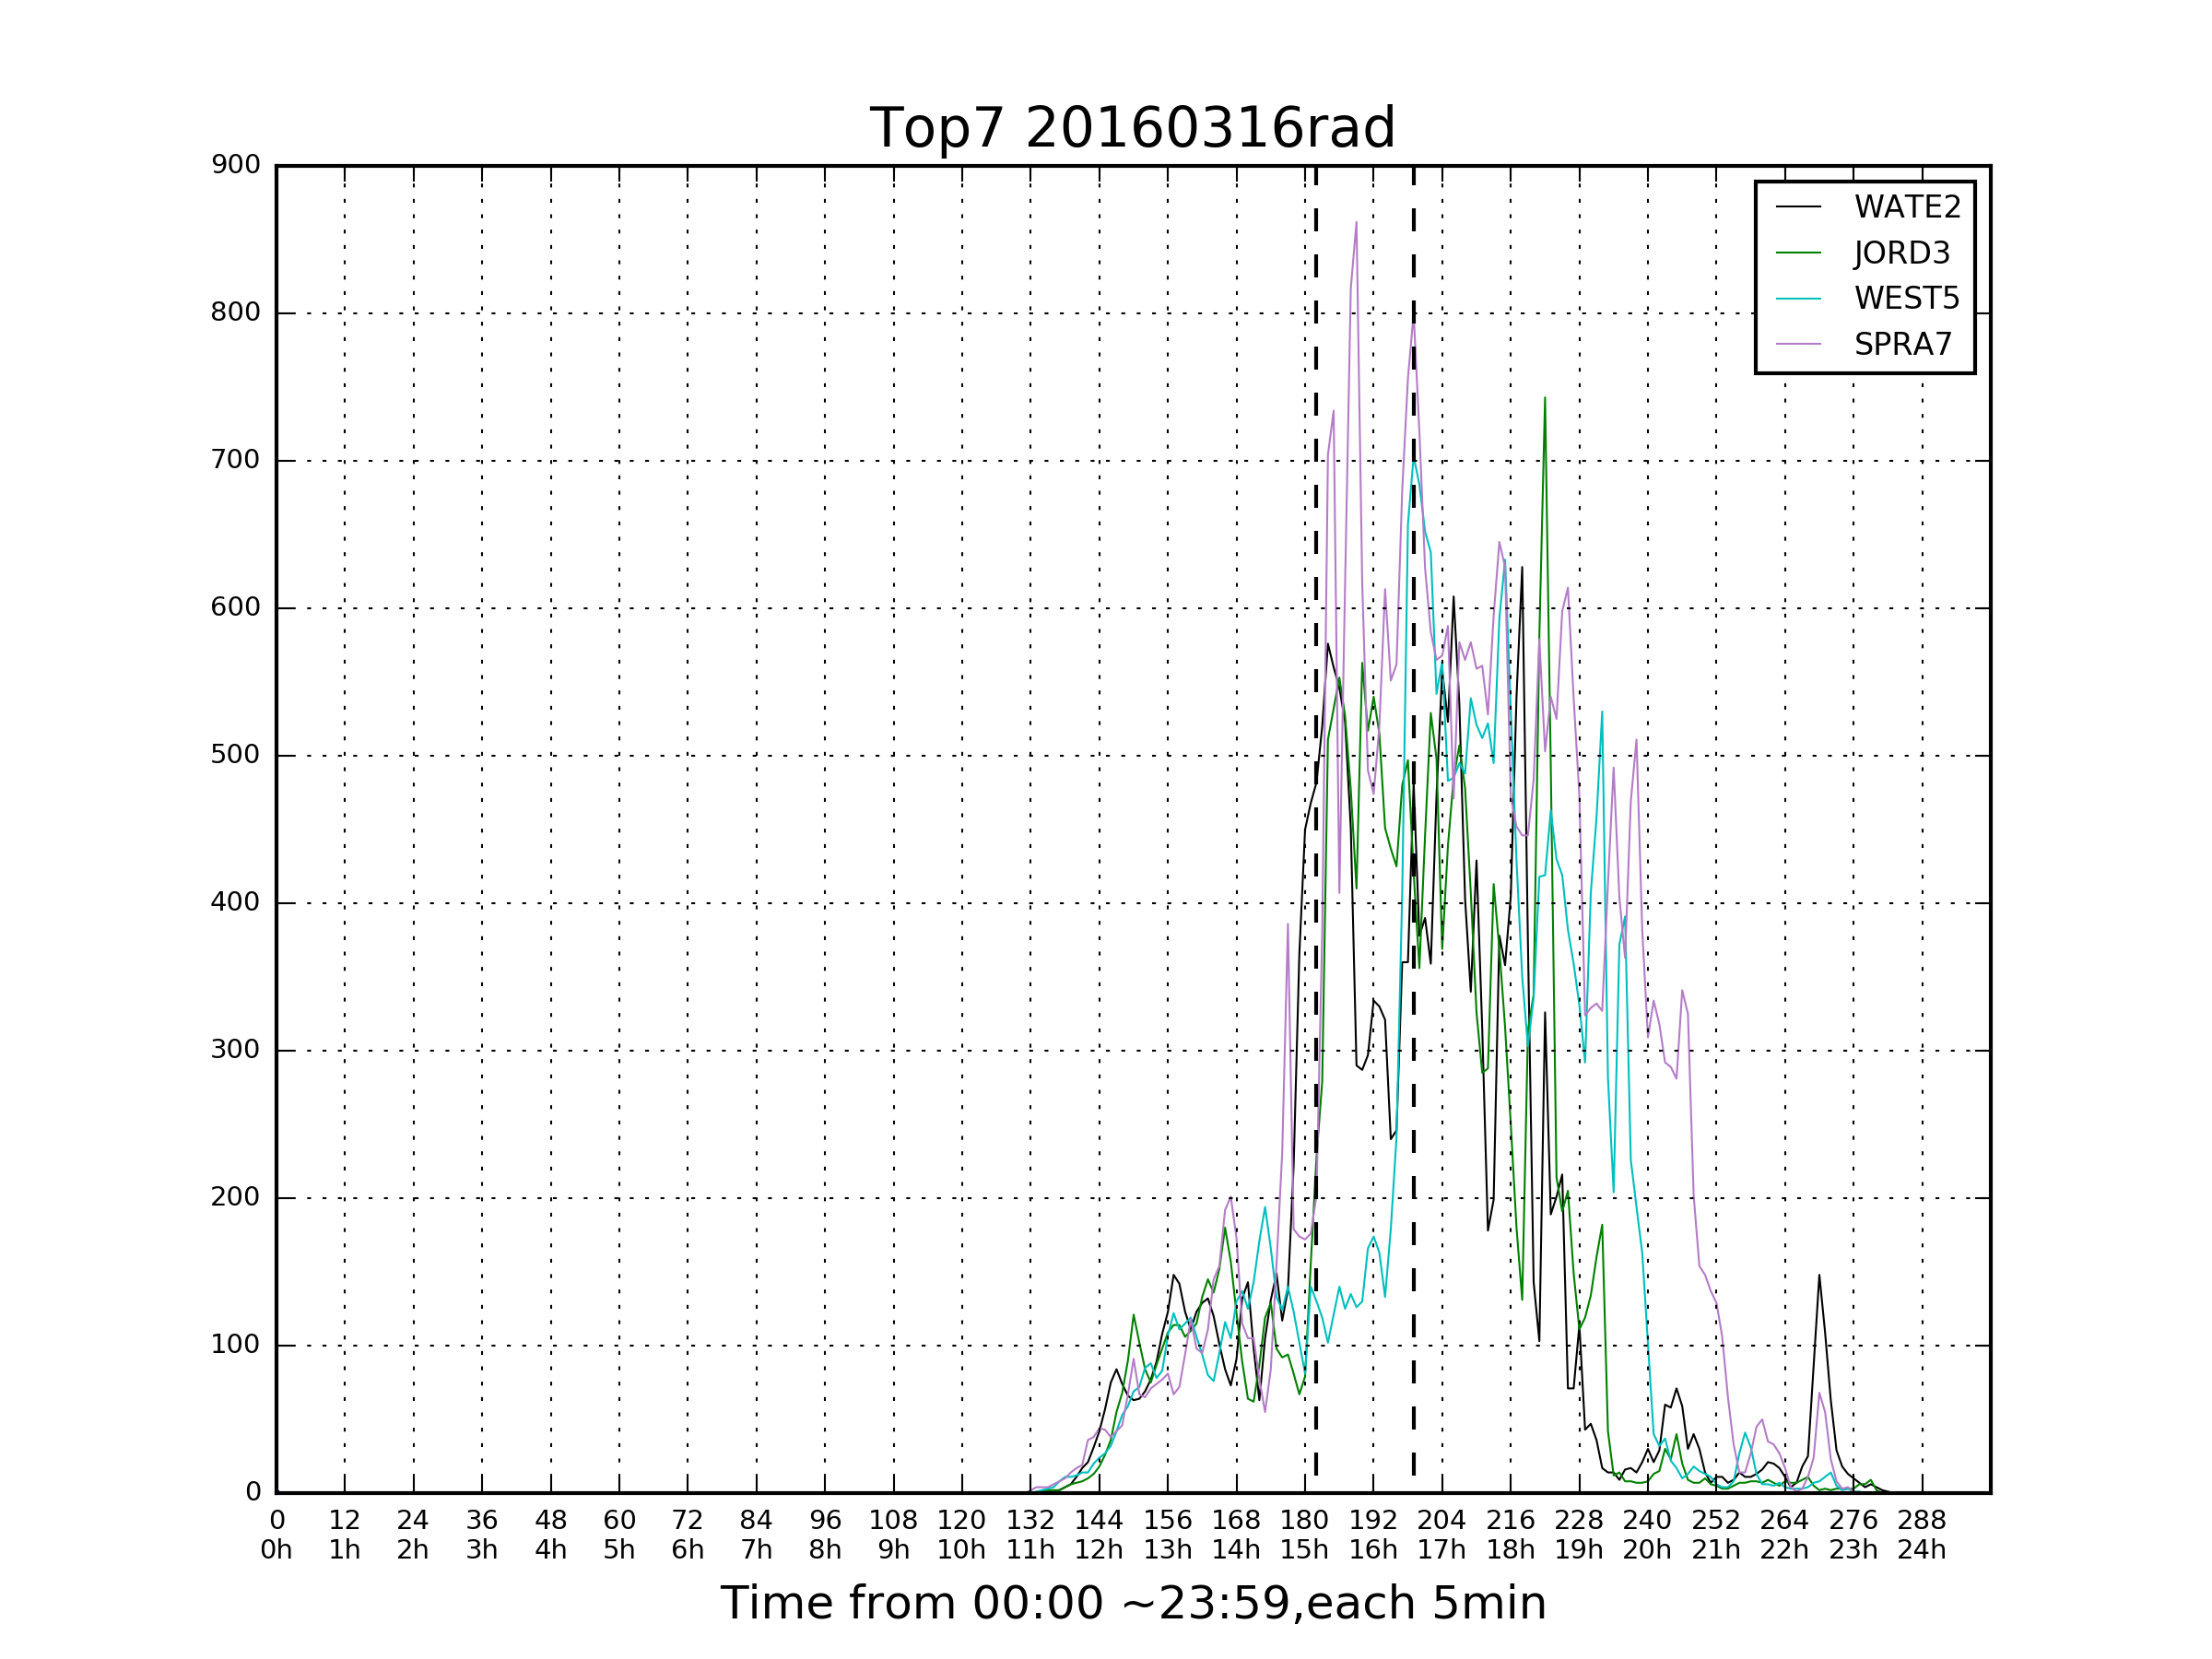 Top7 20160316rad
900
800
700
600
500
400
300
200
100
0
WATE2
JORD3
WEST5
SPRA7
0 12 24 36 48 60 72 84 96 108 120 132 144 156 168 180 192 204 216 228 240 252 264 276 288
0h 1h 2h 3h 4h 5h 6h 7h 8h 9h 10h 11h 12h 13h 14h 15h 16h 17h 18h 19h 20h 21h 22h 23h 24h
Time from 00:00 ~23:59,each 5min